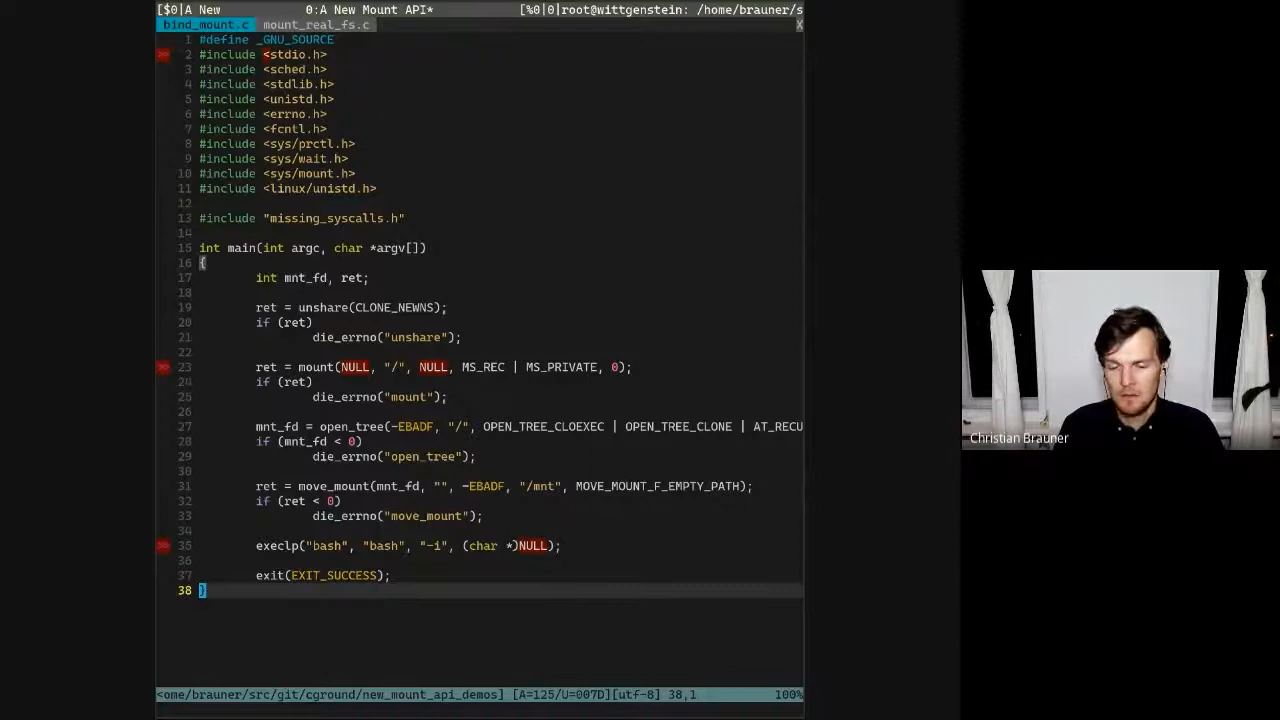 [$0|A New 0:A New Mount API* [%0|0|root@wittgenstein: /home/brauner/s
bind_mount.c mount_real_fs.c X
1 #define _GNU_SOURCE
>> 2 #include <stdio.h>
3 #include <sched.h>
4 #include <stdlib.h>
5 #include <unistd.h>
6 #include <errno.h>
7 #include <fcntl.h>
8 #include <sys/prctl.h>
9 #include <sys/wait.h>
10 #include <sys/mount.h>
11 #include <linux/unistd.h>
12
13 #include "missing_syscalls.h"
14
15 int main(int argc, char *argv[])
16 {
17 int mnt_fd, ret;
18
19 ret = unshare(CLONE_NEWNS);
20 if (ret)
21 die_errno("unshare");
22
>> 23 ret = mount(NULL, "/", NULL, MS_REC | MS_PRIVATE, 0);
24 if (ret)
25 die_errno("mount");
26
27 mnt_fd = open_tree(-EBADF, "/", OPEN_TREE_CLOEXEC | OPEN_TREE_CLONE | AT_RECU
28 if (mnt_fd < 0)
29 die_errno("open_tree");
30
31 ret = move_mount(mnt_fd, "", -EBADF, "/mnt", MOVE_MOUNT_F_EMPTY_PATH);
32 if (ret < 0)
33 die_errno("move_mount");
34
>> 35 execlp("bash", "bash", "-i", (char *)NULL);
36
37 exit(EXIT_SUCCESS);
38 }
<ome/brauner/src/git/cground/new_mount_api_demos] [A=125/U=007D][utf-8] 38,1 100%
Christian Brauner